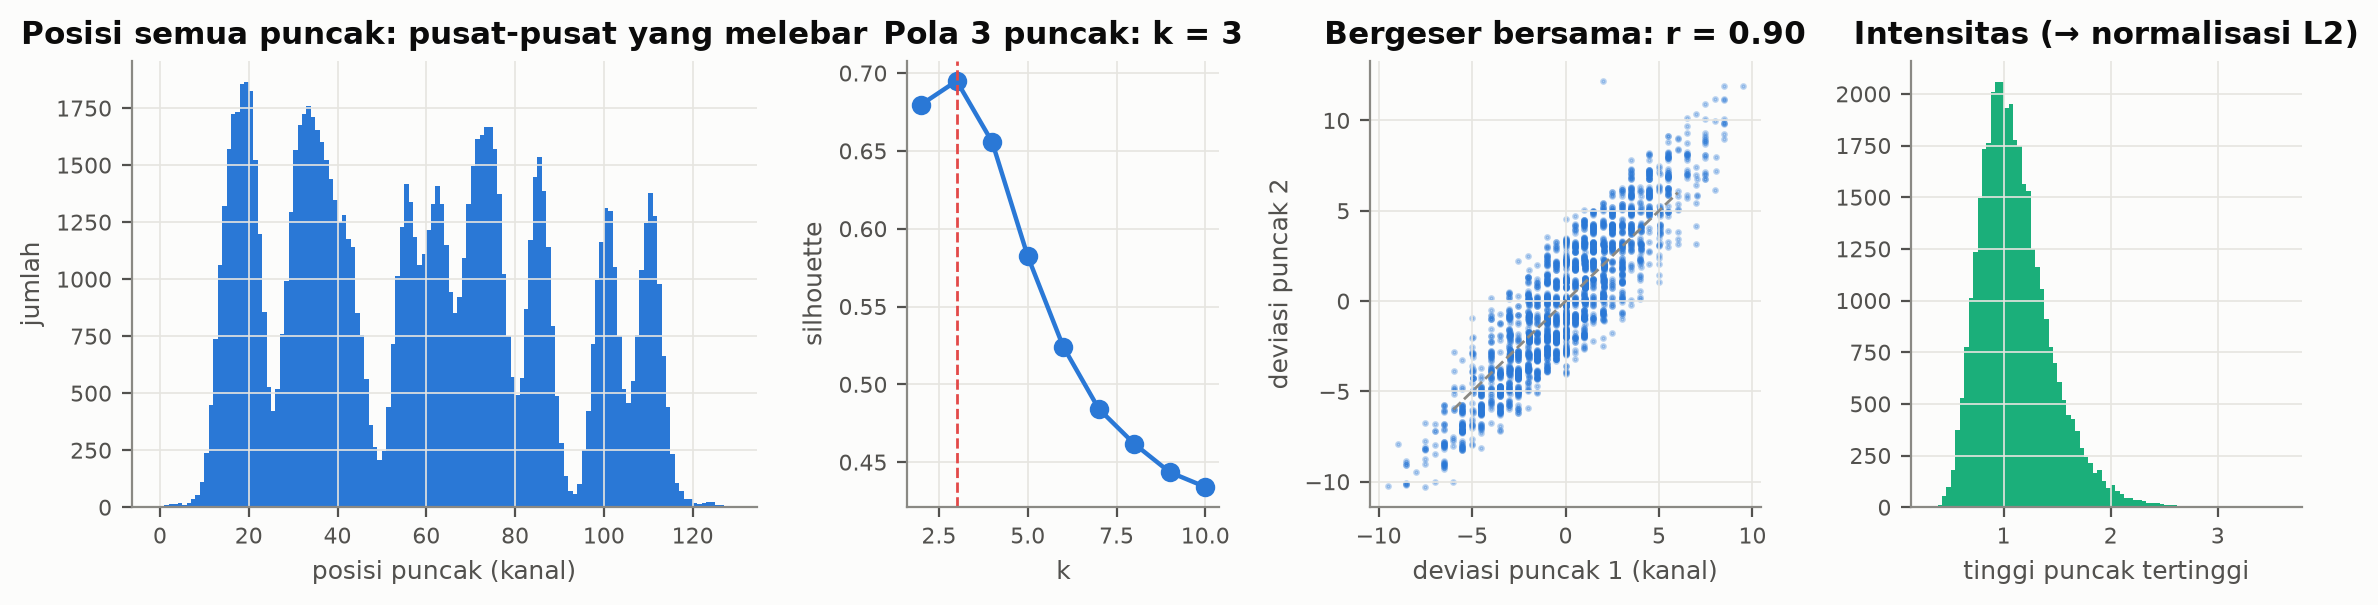 Posisi semua puncak: pusat-pusat yang melebar
1750
1500
1250
1000
750
500
250
0
jumlah
0 20 40 60 80 100 120
posisi puncak (kanal)
Pola 3 puncak: k = 3
0.70
0.65
0.60
0.55
0.50
0.45
silhouette
2.5 5.0 7.5 10.0
k
Bergeser bersama: r = 0.90
10
5
0
−5
−10
deviasi puncak 2
−10 −5 0 5 10
deviasi puncak 1 (kanal)
Intensitas (→ normalisasi L2)
2000
1750
1500
1250
1000
750
500
250
0
1 2 3
tinggi puncak tertinggi